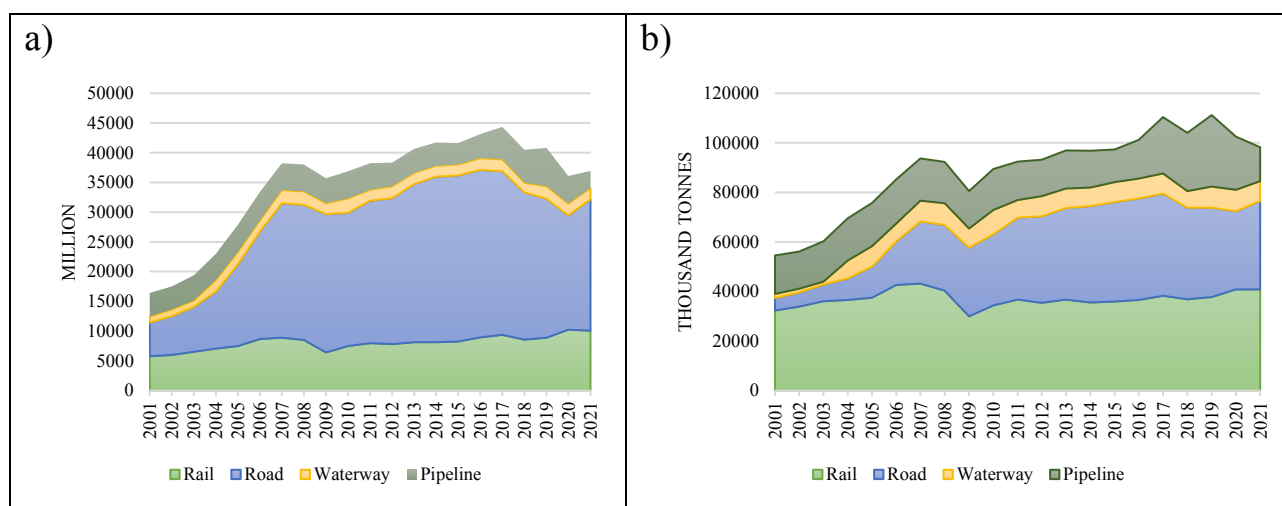 a)
MILLION
50000
45000
40000
35000
30000
25000
20000
15000
10000
5000
0
2001 2002 2003 2004 2005 2006 2007 2008 2009 2010 2011 2012 2013 2014 2015 2016 2017 2018 2019 2020 2021
Rail Road Waterway Pipeline
b)
THOUSAND TONNES
120000
100000
80000
60000
40000
20000
0
2001 2002 2003 2004 2005 2006 2007 2008 2009 2010 2011 2012 2013 2014 2015 2016 2017 2018 2019 2020 2021
Rail Road Waterway Pipeline